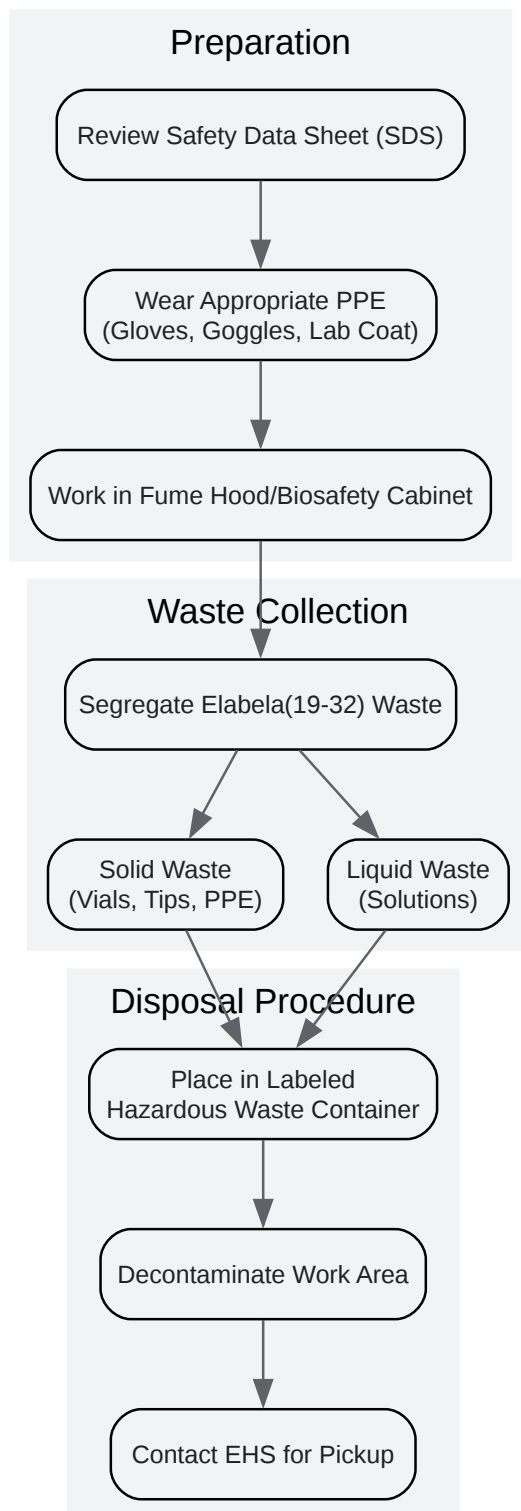 Preparation
Review Safety Data Sheet (SDS)
Wear Appropriate PPE
(Gloves, Goggles, Lab Coat)
Work in Fume Hood/Biosafety Cabinet
Waste Collection
Segregate Elabela(19-32) Waste
Solid Waste
(Vials, Tips, PPE)
Liquid Waste
(Solutions)
Disposal Procedure
Place in Labeled
Hazardous Waste Container
Decontaminate Work Area
Contact EHS for Pickup